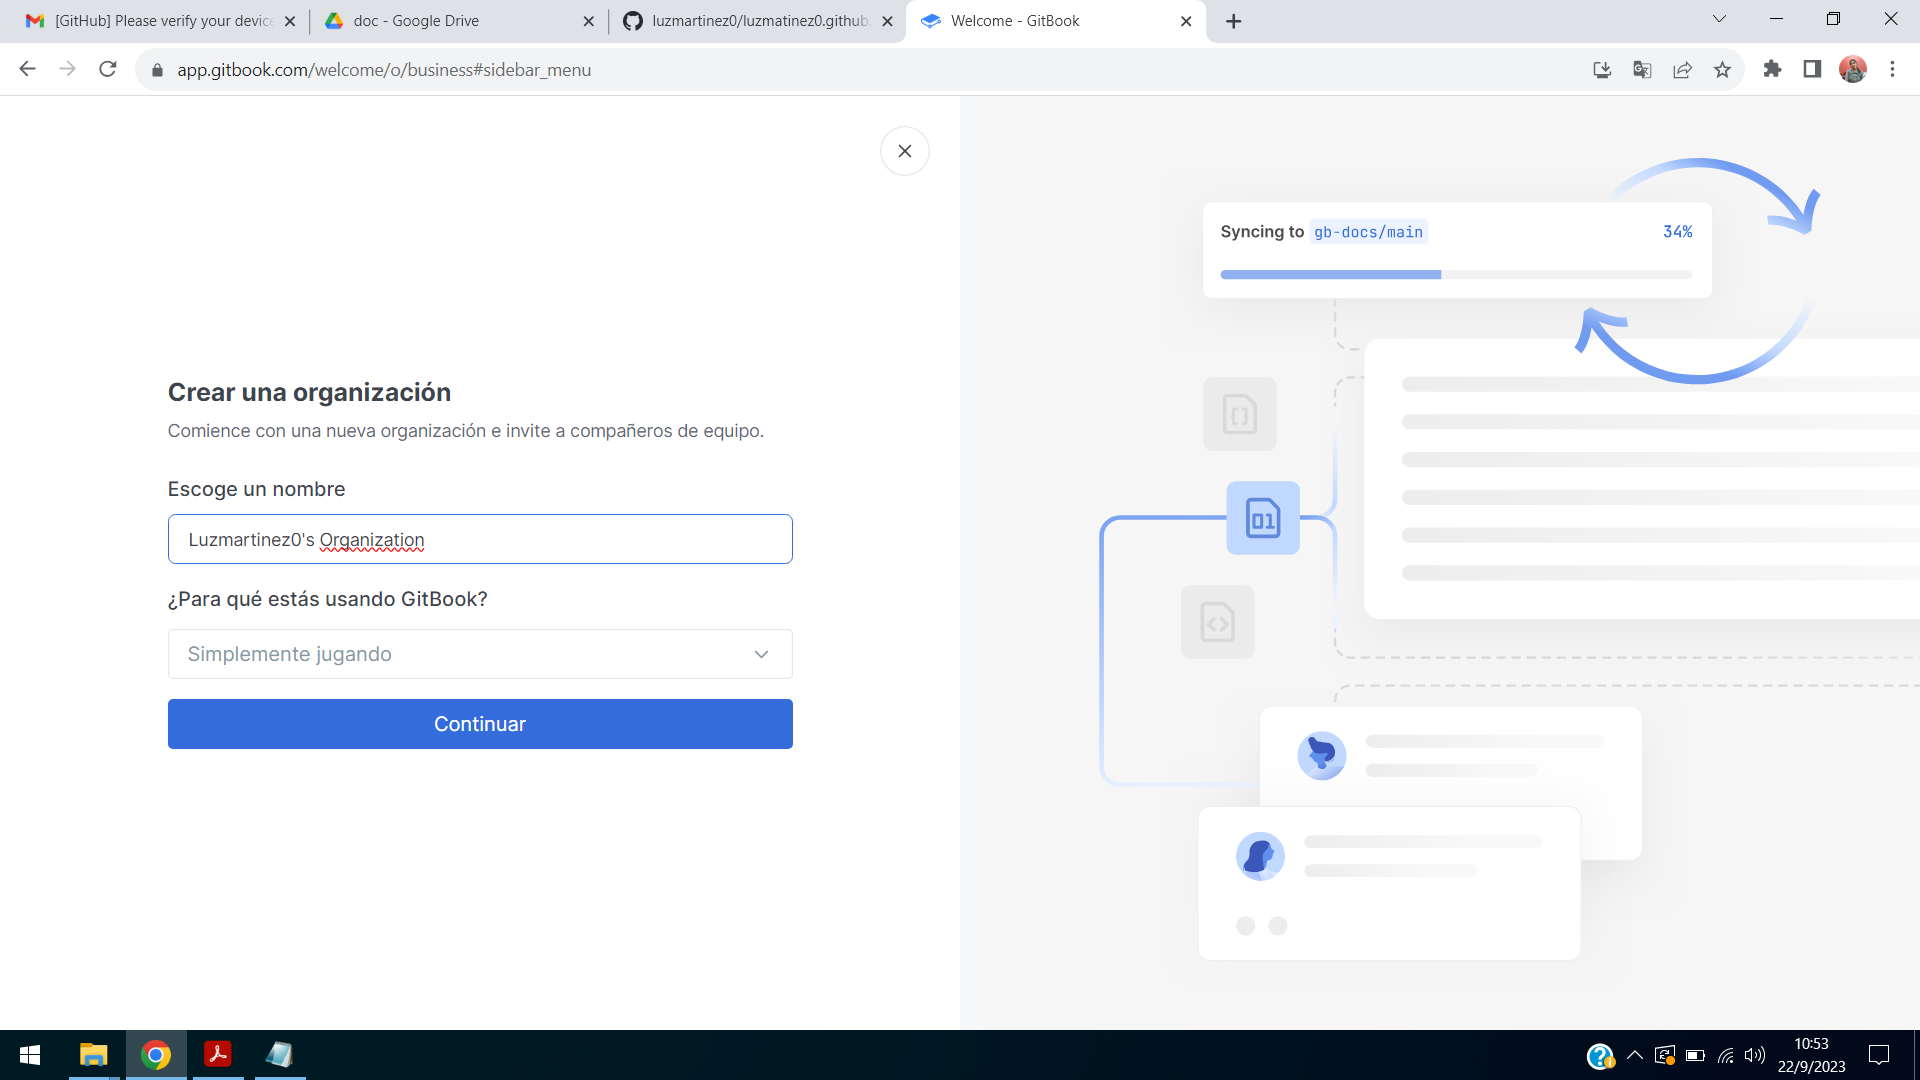 [GitHub] Please verify your device
doc - Google Drive
luzmartinez0/luzmatinez0.github
Welcome - GitBook
app.gitbook.com/welcome/o/business#sidebar_menu
Crear una organización
Comience con una nueva organización e invite a compañeros de equipo.
Escoge un nombre
Luzmartinez0's Organization
¿Para qué estás usando GitBook?
Simplemente jugando
Continuar
Syncing to gb-docs/main 34%
01
10:53
22/9/2023